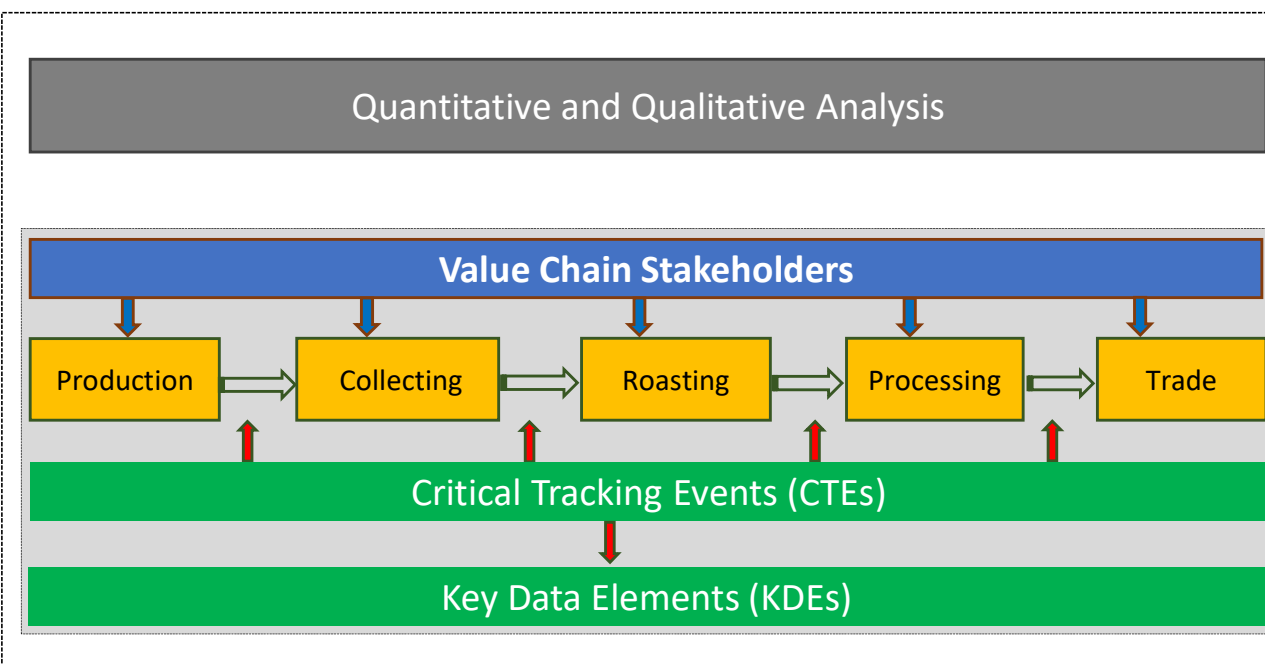 Quantitative and Qualitative Analysis
Value Chain Stakeholders
Production
Collecting
Roasting
Processing
Trade
Critical Tracking Events (CTEs)
Key Data Elements (KDEs)